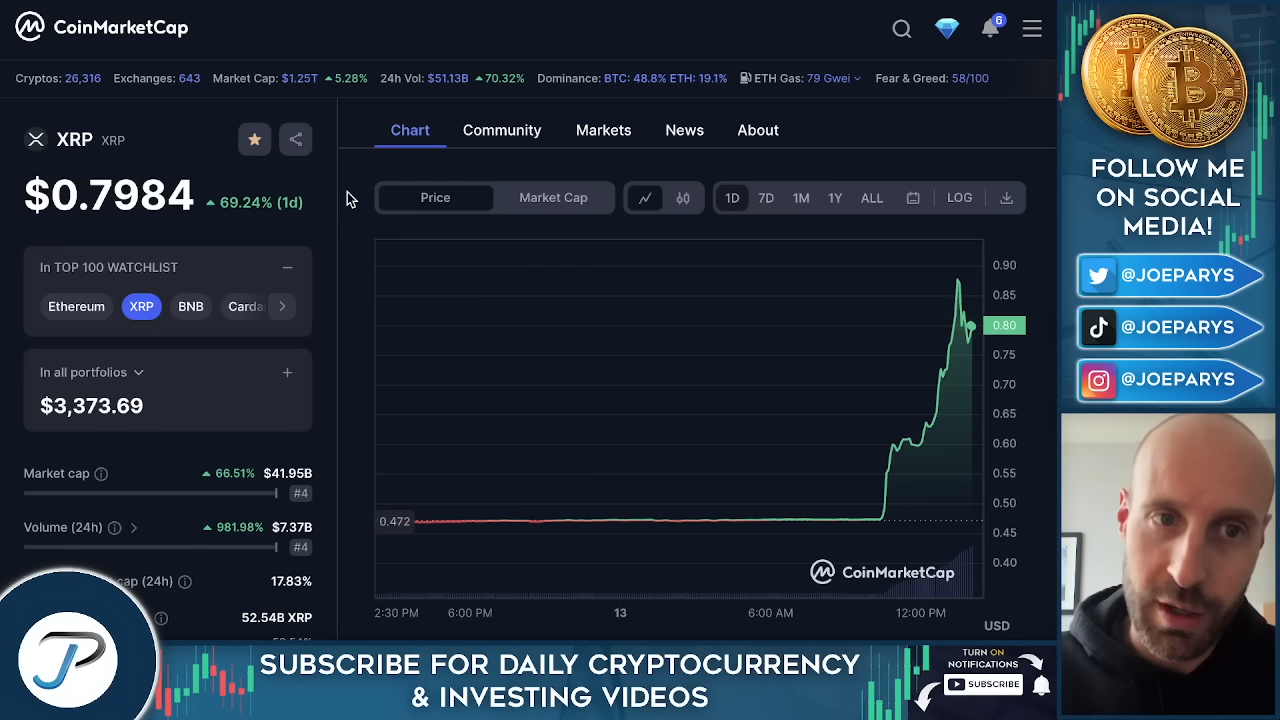 CoinMarketCap
6
Cryptos: 26,316 Exchanges: 643 Market Cap: $1.25T 5.28% 24h Vol: $51.13B 70.32% Dominance: BTC: 48.8% ETH: 19.1% ETH Gas: 79 Gwei Fear & Greed: 58/100
XRP XRP
$0.7984 69.24% (1d)
In TOP 100 WATCHLIST
Ethereum XRP BNB Carda
In all portfolios
$3,373.69
Market cap 66.51% $41.95B
#4
Volume (24h) 981.98% $7.37B
#4
cap (24h) 17.83%
52.54B XRP
Chart Community Markets News About
Price Market Cap 1D 7D 1M 1Y ALL LOG
0.90
0.85
0.80
0.75
0.70
0.65
0.60
0.55
0.50
0.472
0.45
0.40
CoinMarketCap
2:30 PM 6:00 PM 13 6:00 AM 12:00 PM
USD
FOLLOW ME
ON SOCIAL
MEDIA!
@JOEPARYS
@JOEPARYS
@JOEPARYS
SUBSCRIBE FOR DAILY CRYPTOCURRENCY
& INVESTING VIDEOS
TURN ON
NOTIFICATIONS
SUBSCRIBE